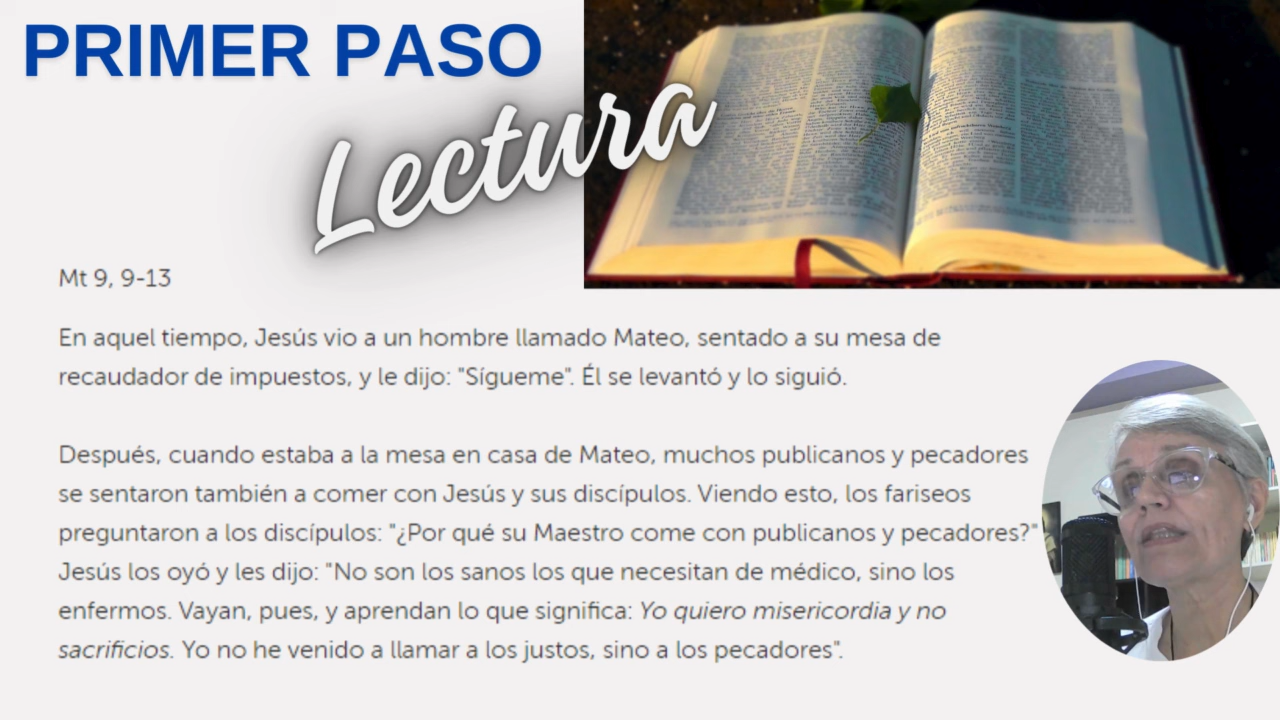 PRIMER PASO
Lectura
Mt 9, 9-13
En aquel tiempo, Jesús vio a un hombre llamado Mateo, sentado a su mesa de
recaudador de impuestos, y le dijo: "Sígueme". Él se levantó y lo siguió.
Después, cuando estaba a la mesa en casa de Mateo, muchos publicanos y pecadores
se sentaron también a comer con Jesús y sus discípulos. Viendo esto, los fariseos
preguntaron a los discípulos: "¿Por qué su Maestro come con publicanos y pecadores?"
Jesús los oyó y les dijo: "No son los sanos los que necesitan de médico, sino los
enfermos. Vayan, pues, y aprendan lo que significa: Yo quiero misericordia y no
sacrificios. Yo no he venido a llamar a los justos, sino a los pecadores".